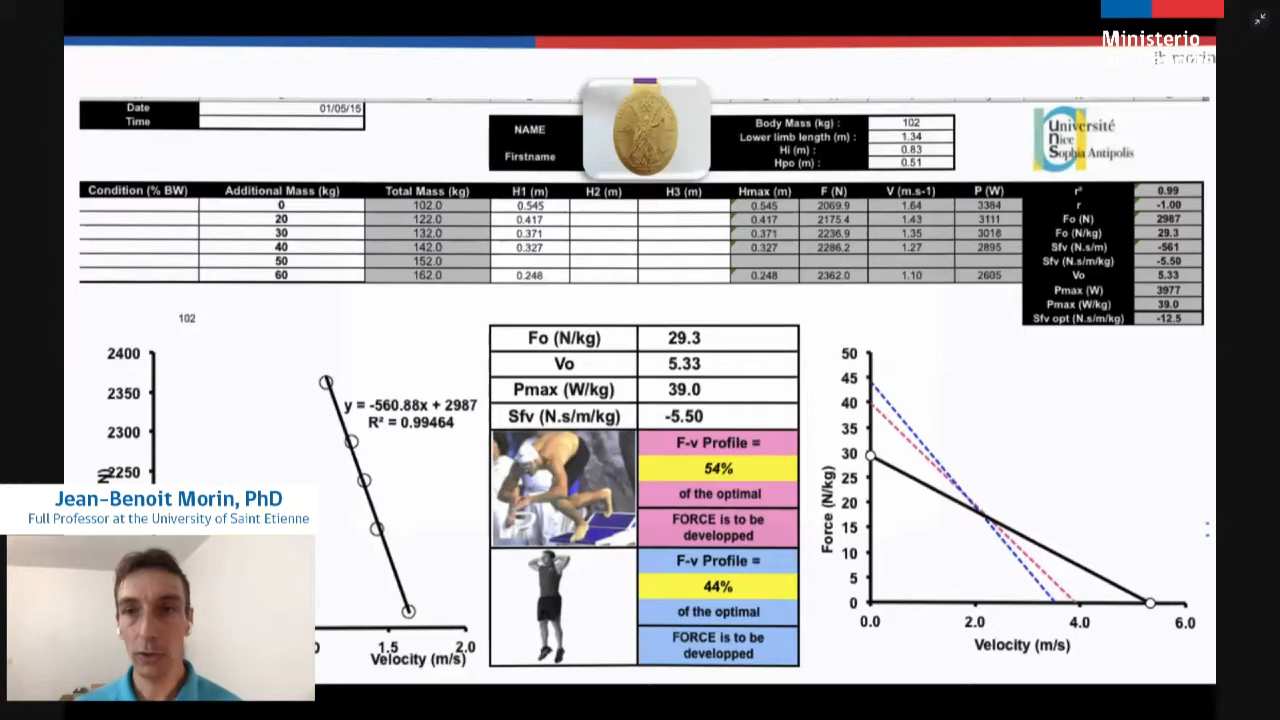 Ministerio
jb morin
Date 01/05/15
Time
NAME
Firstname
Body Mass (kg) : 102
Lower limb length (m) : 1.34
Hi (m) : 0.83
Hpo (m) : 0.51
Université
Nice
Sophia Antipolis
Condition (% BW) Additional Mass (kg) Total Mass (kg) H1 (m) H2 (m) H3 (m) Hmax (m) F (N) V (m.s-1) P (W)
0 102.0 0.545 0.545 2069.9 1.64 3384
20 122.0 0.417 0.417 2175.4 1.43 3111
30 132.0 0.371 0.371 2236.9 1.35 3018
40 142.0 0.327 0.327 2286.2 1.27 2895
50 152.0
60 162.0 0.248 0.248 2362.0 1.10 2605
r² 0.99
r -1.00
Fo (N) 2987
Fo (N/kg) 29.3
Sfv (N.s/m) -561
Sfv (N.s/m/kg) -5.50
Vo 5.33
Pmax (W) 3977
Pmax (W/kg) 39.0
Sfv opt (N.s/m/kg) -12.5
102
2400
2350
2300
2250
N)
y = -560.88x + 2987
R² = 0.99464
1.5 2.0
Velocity (m/s)
Fo (N/kg) 29.3
Vo 5.33
Pmax (W/kg) 39.0
Sfv (N.s/m/kg) -5.50
F-v Profile =
54%
of the optimal
FORCE is to be
developped
F-v Profile =
44%
of the optimal
FORCE is to be
developped
50
45
40
35
30
25
20
15
10
5
0
Force (N/kg)
0.0 2.0 4.0 6.0
Velocity (m/s)
Jean-Benoit Morin, PhD
Full Professor at the University of Saint Etienne